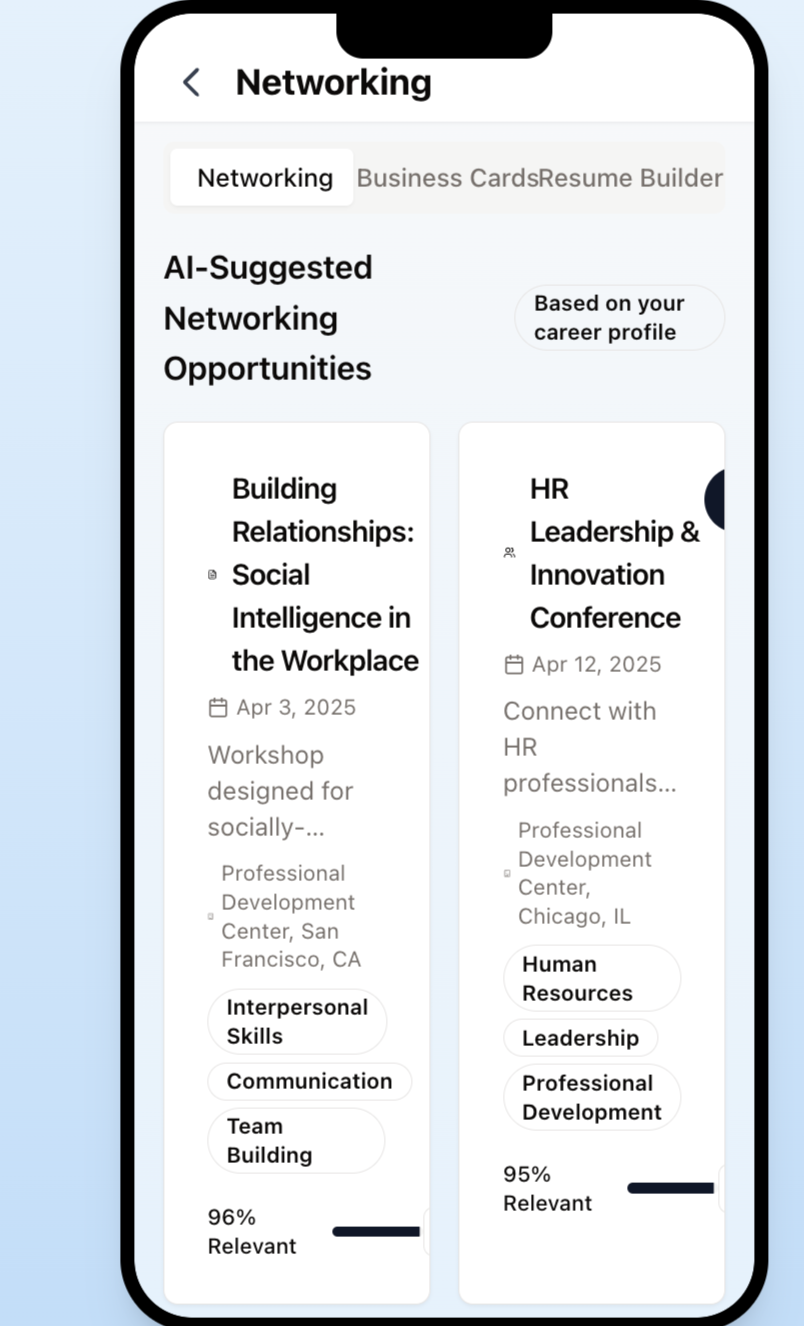 Networking
Networking
Business Cards
Resume Builder
AI-Suggested
Networking
Opportunities
Based on your
career profile
Building
Relationships:
Social
Intelligence in
the Workplace
Apr 3, 2025
Workshop
designed for
socially-...
Professional
Development
Center, San
Francisco, CA
Interpersonal
Skills
Communication
Team
Building
96%
Relevant
HR
Leadership &
Innovation
Conference
Apr 12, 2025
Connect with
HR
professionals...
Professional
Development
Center,
Chicago, IL
Human
Resources
Leadership
Professional
Development
95%
Relevant